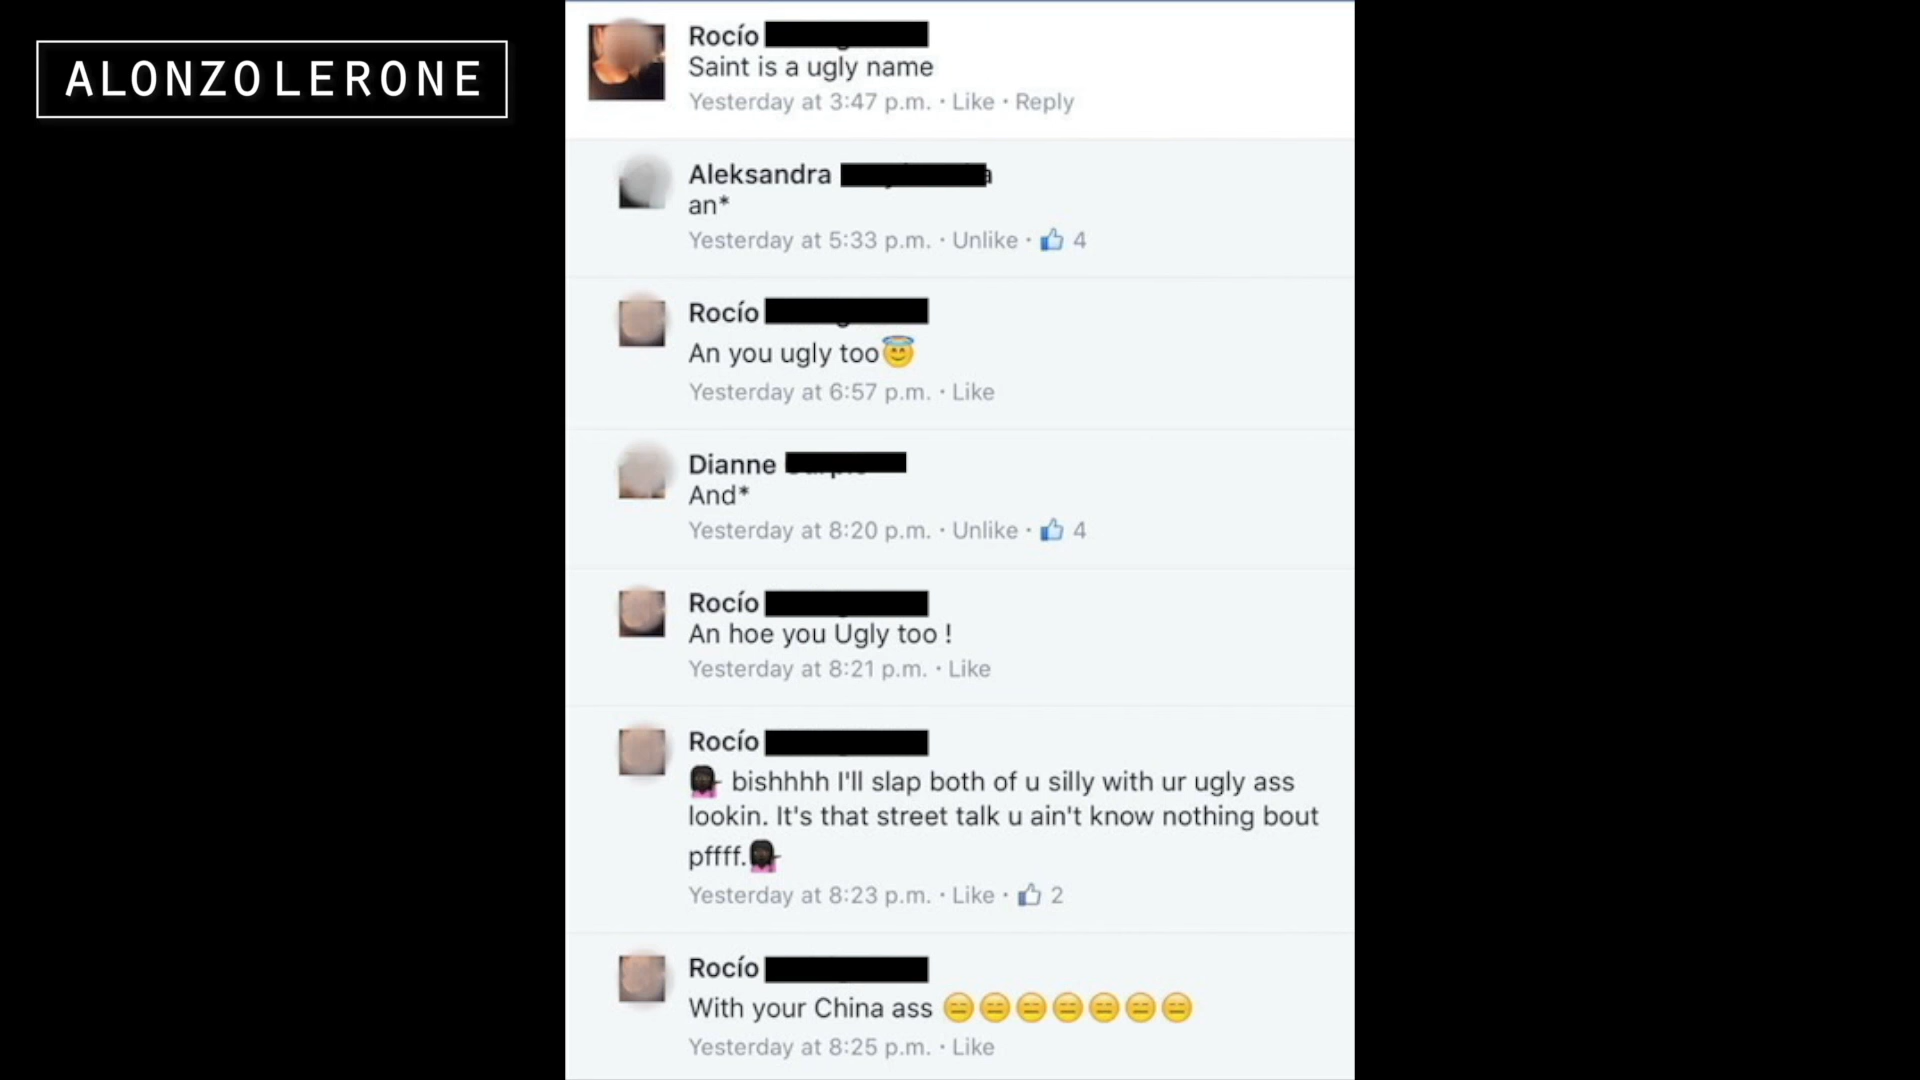 ALONZO LERONE
Rocío
Saint is a ugly name
Yesterday at 3:47 p.m. · Like · Reply
Aleksandra
an*
Yesterday at 5:33 p.m. · Unlike · 4
Rocío
An you ugly too😇
Yesterday at 6:57 p.m. · Like
Dianne
And*
Yesterday at 8:20 p.m. · Unlike · 4
Rocío
An hoe you Ugly too !
Yesterday at 8:21 p.m. · Like
Rocío
bishhhh I'll slap both of u silly with ur ugly ass
lookin. It's that street talk u ain't know nothing bout
pffff.
Yesterday at 8:23 p.m. · Like · 2
Rocío
With your China ass 😑😑😑😑😑😑😑
Yesterday at 8:25 p.m. · Like